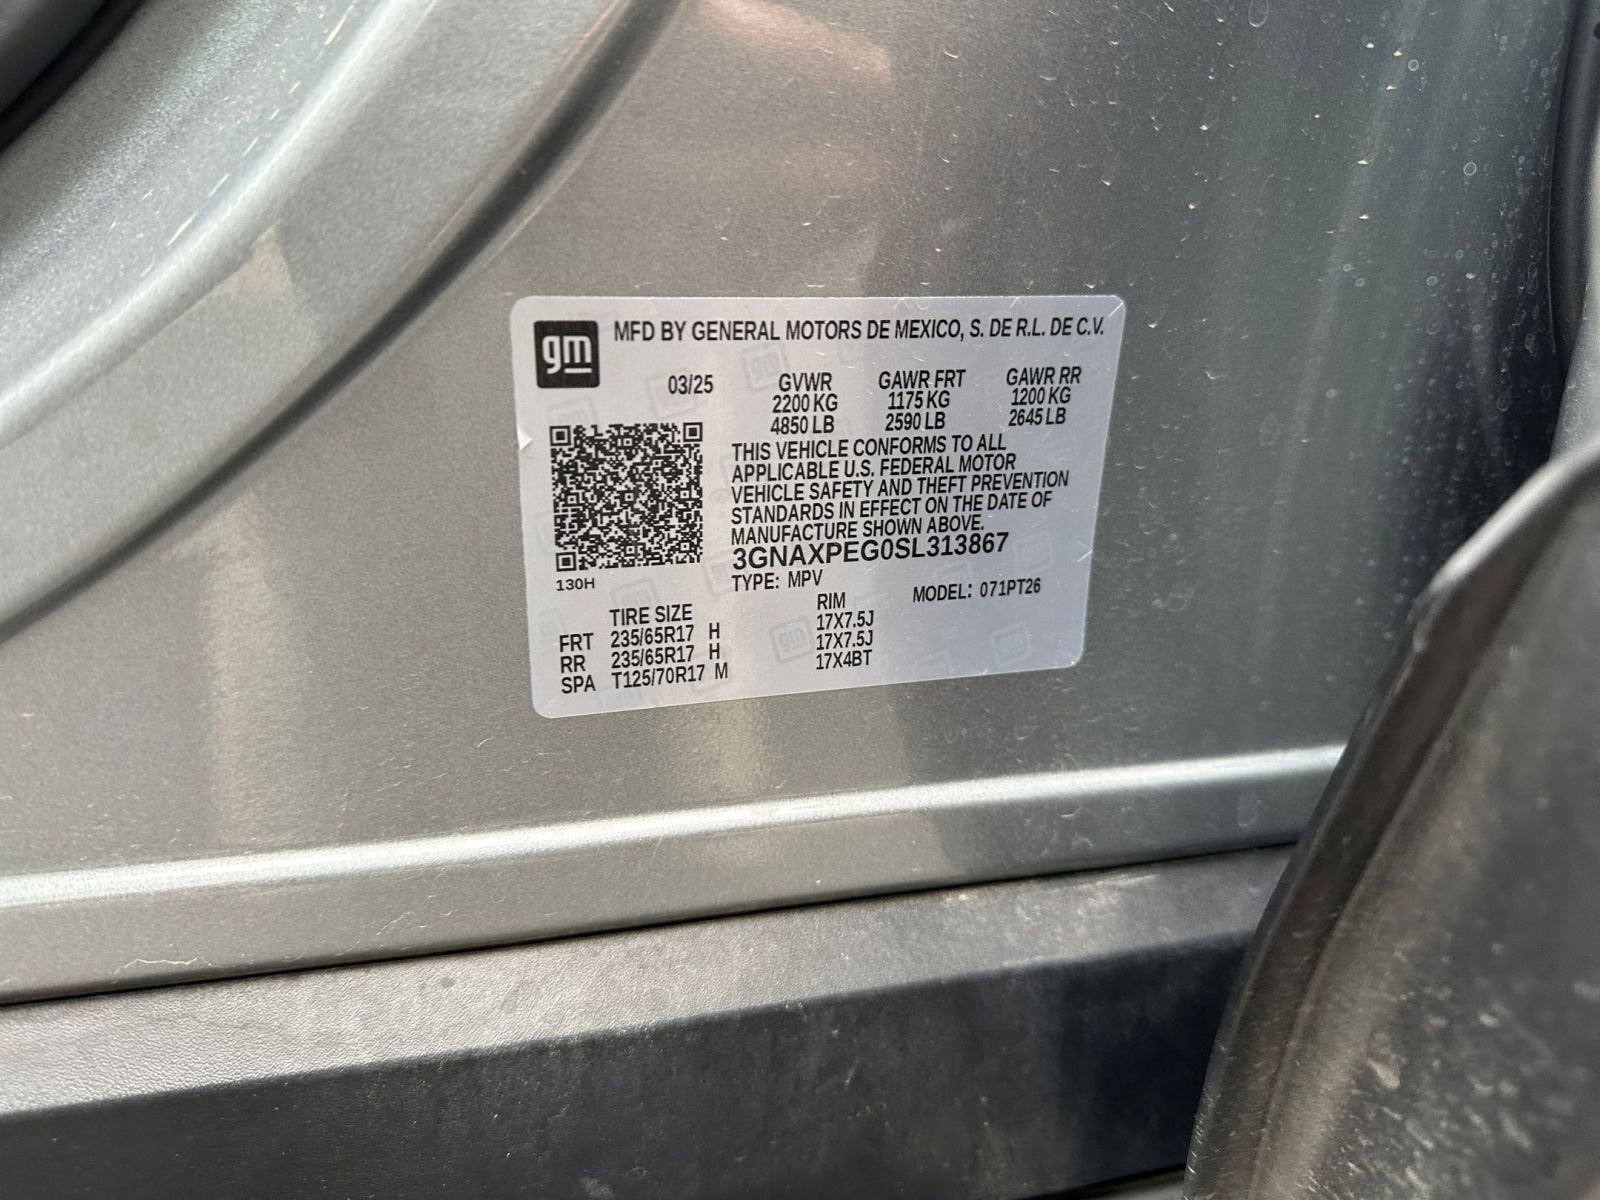 gm
MFD BY GENERAL MOTORS DE MEXICO, S. DE R.L. DE C.V.
03/25 GVWR GAWR FRT GAWR RR
2200 KG 1175 KG 1200 KG
4850 LB 2590 LB 2645 LB
THIS VEHICLE CONFORMS TO ALL
APPLICABLE U.S. FEDERAL MOTOR
VEHICLE SAFETY AND THEFT PREVENTION
STANDARDS IN EFFECT ON THE DATE OF
MANUFACTURE SHOWN ABOVE.
3GNAXPEG0SL313867
130H
TYPE: MPV MODEL: 071PT26
TIRE SIZE RIM
FRT 235/65R17 H 17X7.5J
RR 235/65R17 H 17X7.5J
SPA T125/70R17 M 17X4BT